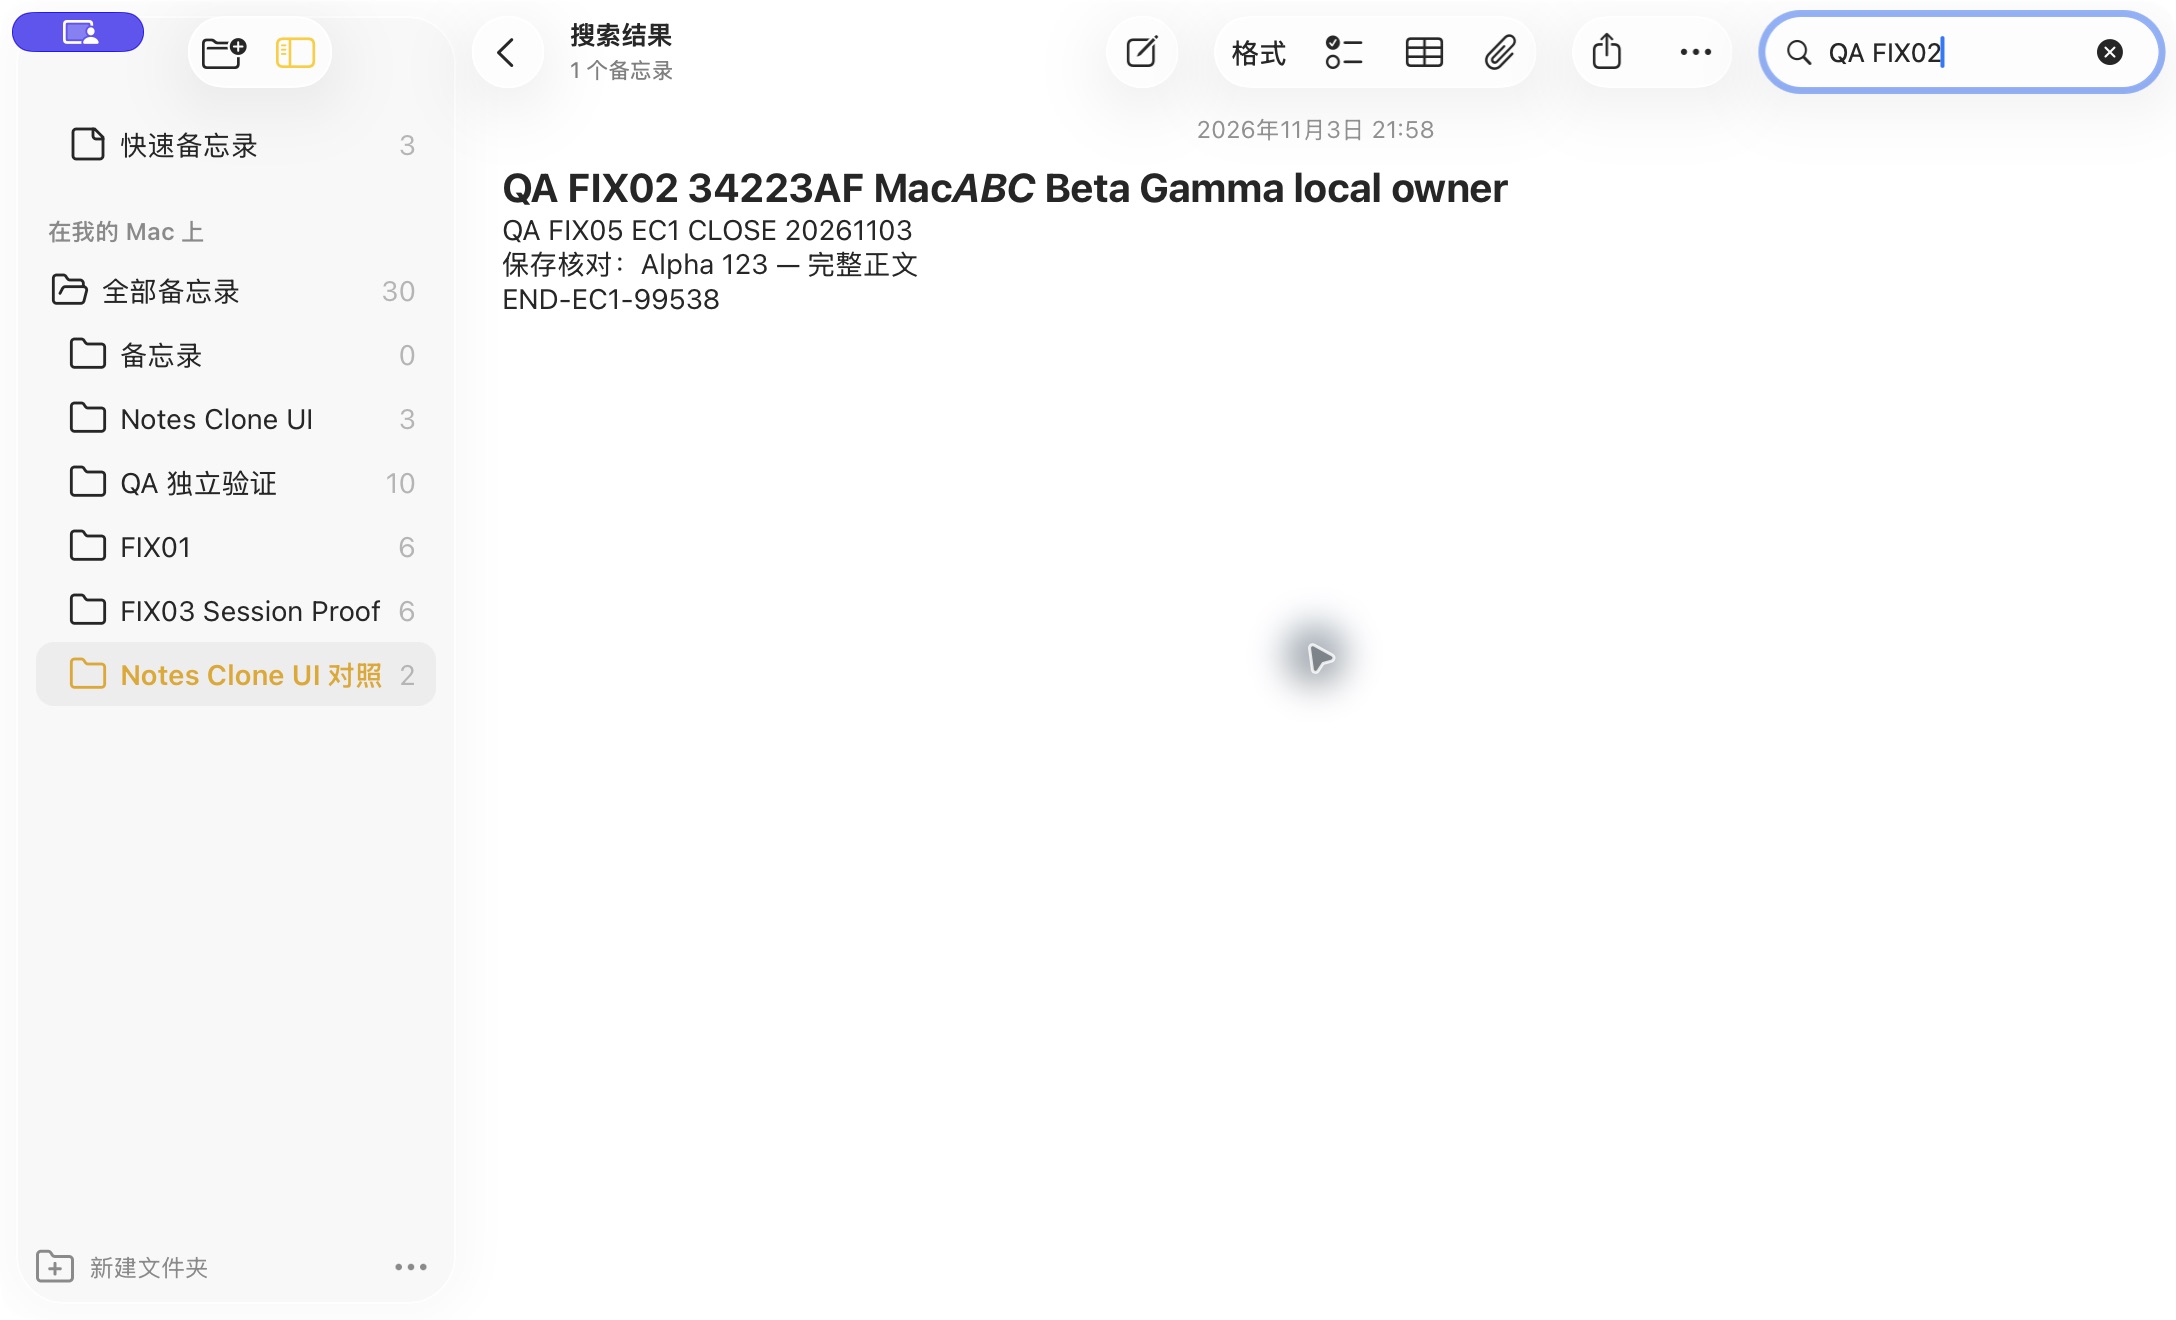 搜索结果
1 个备忘录
格式
QA FIX02
快速备忘录 3
在我的 Mac 上
全部备忘录 30
备忘录 0
Notes Clone UI 3
QA 独立验证 10
FIX01 6
FIX03 Session Proof 6
Notes Clone UI 对照 2
新建文件夹
2026年11月3日 21:58
QA FIX02 34223AF MacABC Beta Gamma local owner
QA FIX05 EC1 CLOSE 20261103
保存核对：Alpha 123 — 完整正文
END-EC1-99538